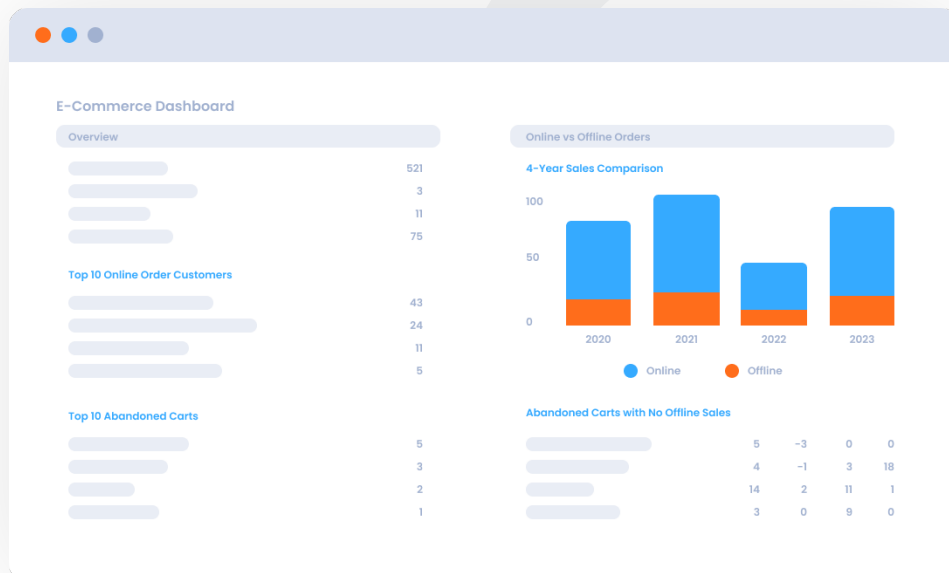 E-Commerce Dashboard
Overview
521
3
11
75
Top 10 Online Order Customers
43
24
11
5
Top 10 Abandoned Carts
5
3
2
1
Online vs Offline Orders
4-Year Sales Comparison
100
50
0
2020 2021 2022 2023
Online Offline
Abandoned Carts with No Offline Sales
5 -3 0 0
4 -1 3 18
14 2 11 1
3 0 9 0